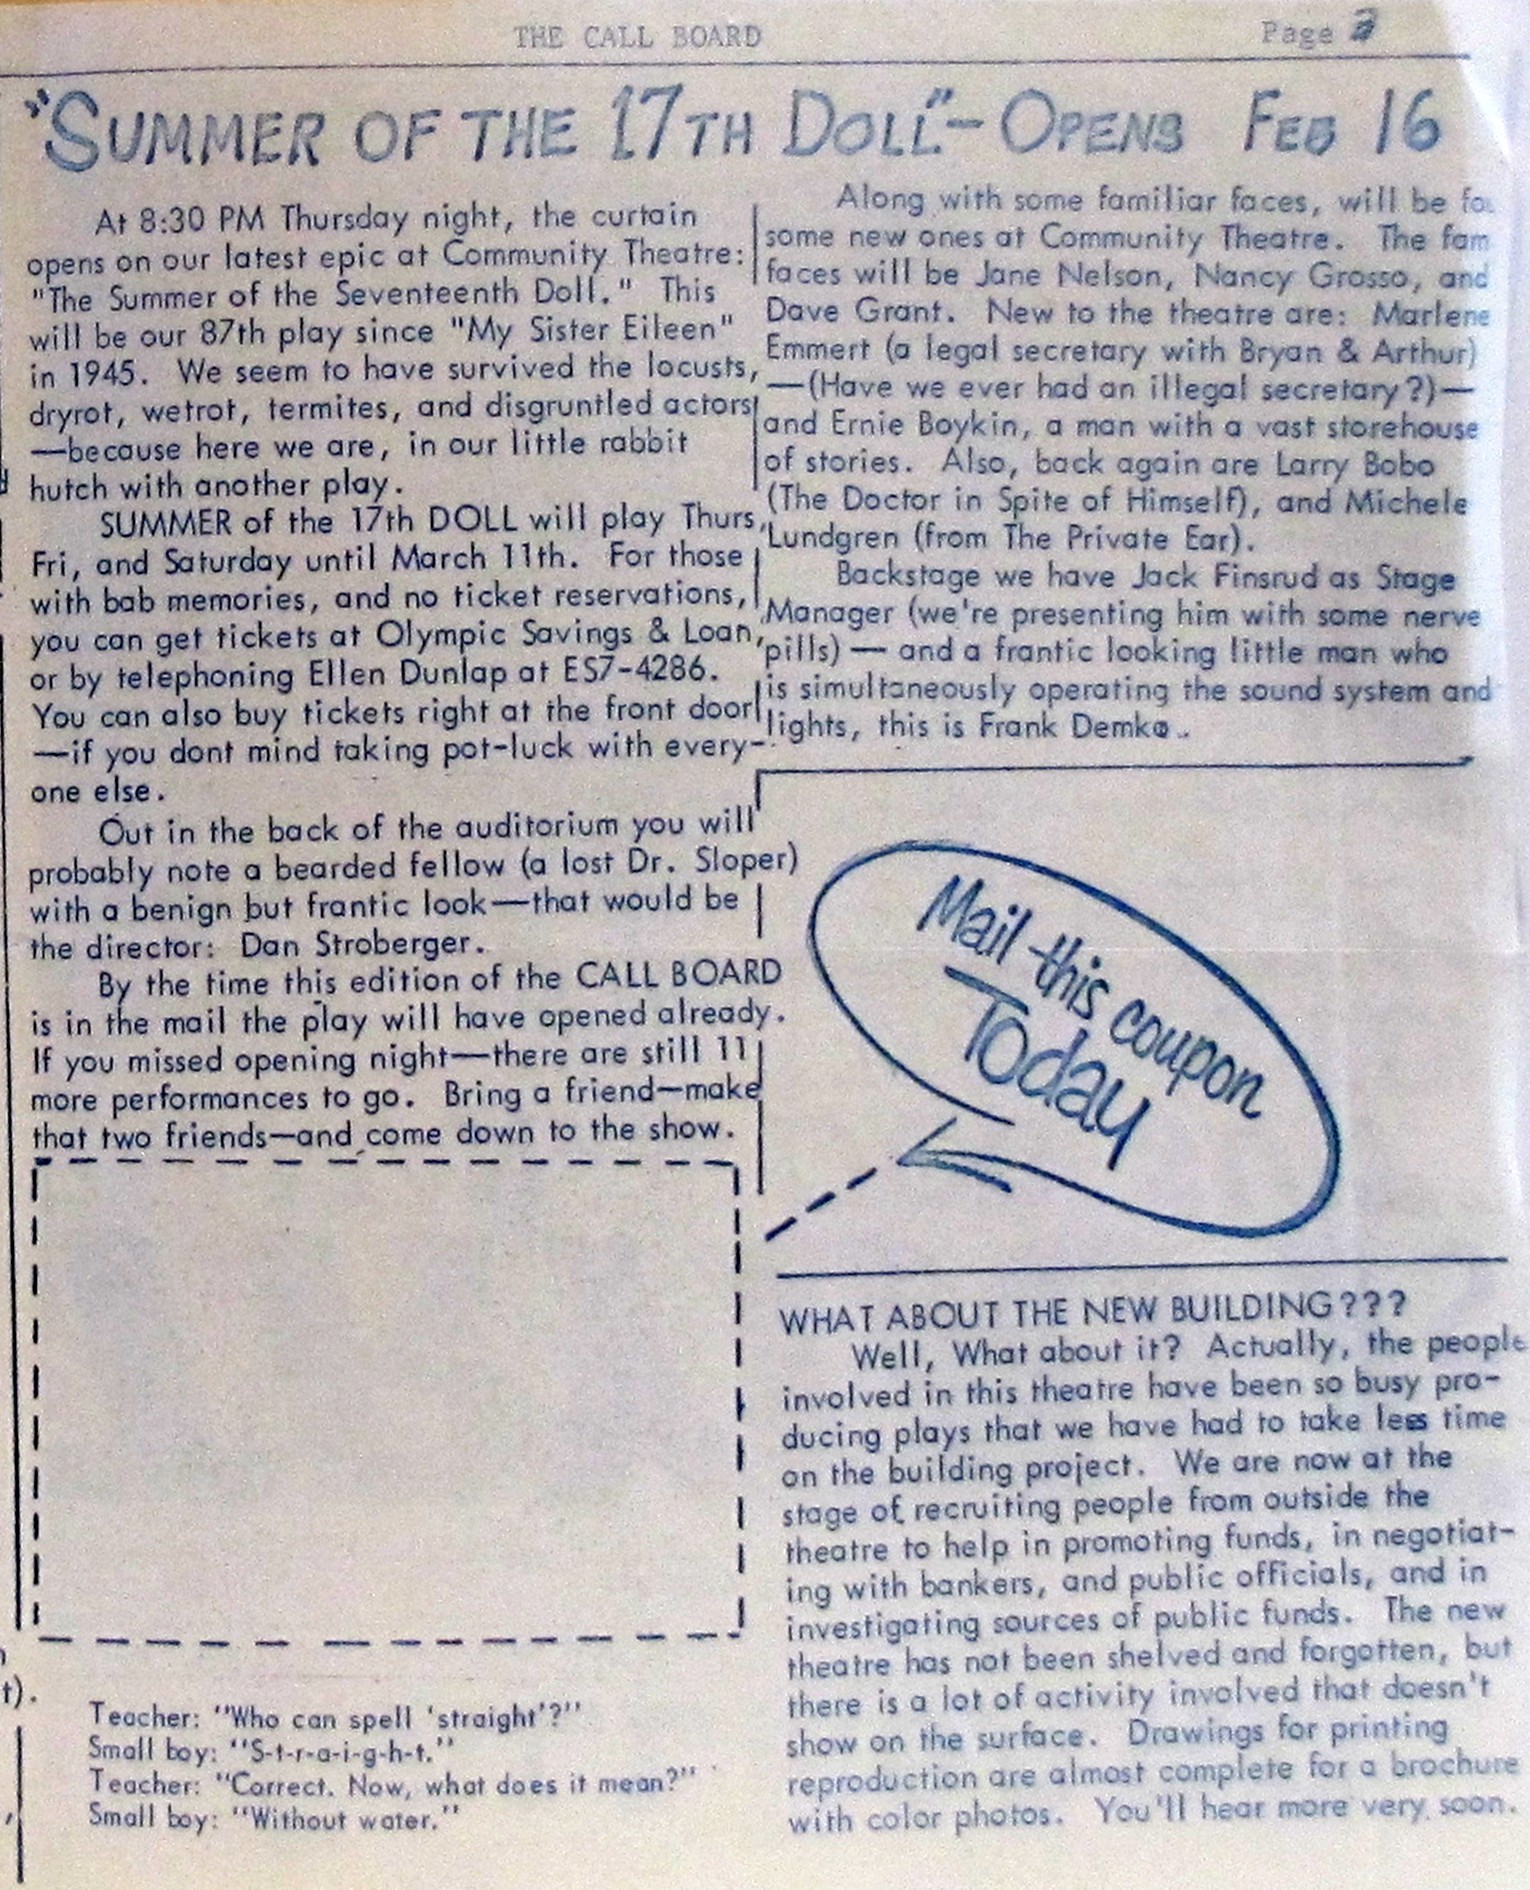 THE CALL BOARD
Page
"SUMMER OF THE 17TH DOLL" - OPENS FEB 16
At 8:30 PM Thursday night, the curtain
opens on our latest epic at Community Theatre:
"The Summer of the Seventeenth Doll." This
will be our 87th play since "My Sister Eileen"
in 1945. We seem to have survived the locusts,
dryrot, wetrot, termites, and disgruntled actors
—because here we are, in our little rabbit
hutch with another play.
SUMMER of the 17th DOLL will play Thurs,
Fri, and Saturday until March 11th. For those
with bab memories, and no ticket reservations,
you can get tickets at Olympic Savings & Loan,
or by telephoning Ellen Dunlap at ES7-4286.
You can also buy tickets right at the front door
—if you dont mind taking pot-luck with every-
one else.
Out in the back of the auditorium you will
probably note a bearded fellow (a lost Dr. Sloper)
with a benign but frantic look—that would be
the director: Dan Stroberger.
By the time this edition of the CALL BOARD
is in the mail the play will have opened already.
If you missed opening night—there are still 11
more performances to go. Bring a friend—make
that two friends—and come down to the show.
Teacher: "Who can spell 'straight'?"
Small boy: "S-t-r-a-i-g-h-t."
Teacher: "Correct. Now, what does it mean?"
Small boy: "Without water."
Along with some familiar faces, will be
some new ones at Community Theatre. The
faces will be Jane Nelson, Nancy Grosso, and
Dave Grant. New to the theatre are: Marlene
Emmert (a legal secretary with Bryan & Arthur)
—(Have we ever had an illegal secretary?)—
and Ernie Boykin, a man with a vast storehouse
of stories. Also, back again are Larry Bobo
(The Doctor in Spite of Himself), and Michele
Lundgren (from The Private Ear).
Backstage we have Jack Finsrud as Stage
Manager (we're presenting him with some nerve
pills) — and a frantic looking little man who
is simultaneously operating the sound system and
lights, this is Frank Demko.
Mail this coupon
Today
WHAT ABOUT THE NEW BUILDING???
Well, What about it? Actually, the people
involved in this theatre have been so busy pro-
ducing plays that we have had to take less time
on the building project. We are now at the
stage of recruiting people from outside the
theatre to help in promoting funds, in negotiat-
ing with bankers, and public officials, and in
investigating sources of public funds. The new
theatre has not been shelved and forgotten, but
there is a lot of activity involved that doesn't
show on the surface. Drawings for printing
reproduction are almost complete for a brochure
with color photos. You'll hear more very soon.